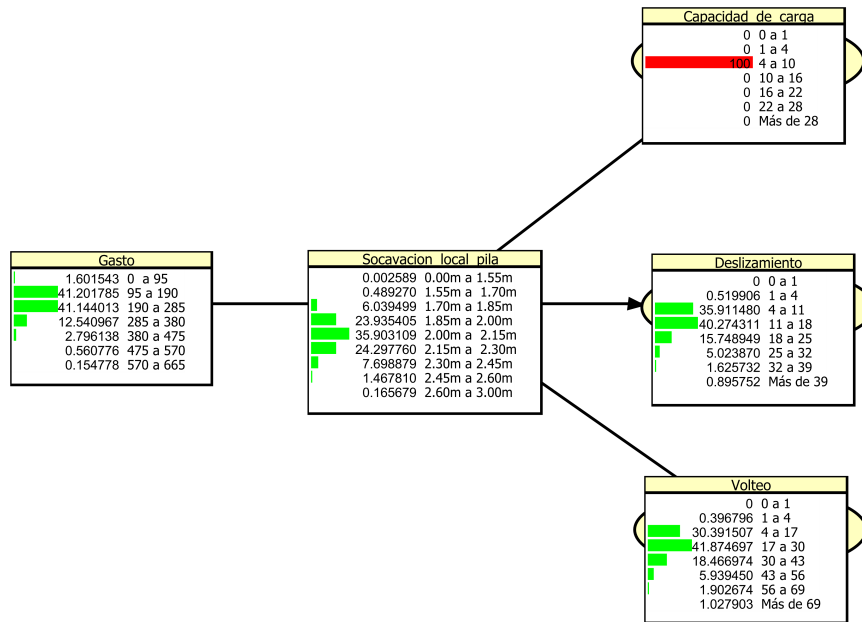 Capacidad_de_carga
0 0 a 1
0 1 a 4
100 4 a 10
0 10 a 16
0 16 a 22
0 22 a 28
0 Más de 28
Gasto
1.601543 0 a 95
41.201785 95 a 190
41.144013 190 a 285
12.540967 285 a 380
2.796138 380 a 475
0.560776 475 a 570
0.154778 570 a 665
Socavacion_local_pila
0.002589 0.00m a 1.55m
0.489270 1.55m a 1.70m
6.039499 1.70m a 1.85m
23.935405 1.85m a 2.00m
35.903109 2.00m a 2.15m
24.297760 2.15m a 2.30m
7.698879 2.30m a 2.45m
1.467810 2.45m a 2.60m
0.165679 2.60m a 3.00m
Deslizamiento
0 0 a 1
0.519906 1 a 4
35.911480 4 a 11
40.274311 11 a 18
15.748949 18 a 25
5.023870 25 a 32
1.625732 32 a 39
0.895752 Más de 39
Volteo
0 0 a 1
0.396796 1 a 4
30.391507 4 a 17
41.874697 17 a 30
18.466974 30 a 43
5.939450 43 a 56
1.902674 56 a 69
1.027903 Más de 69